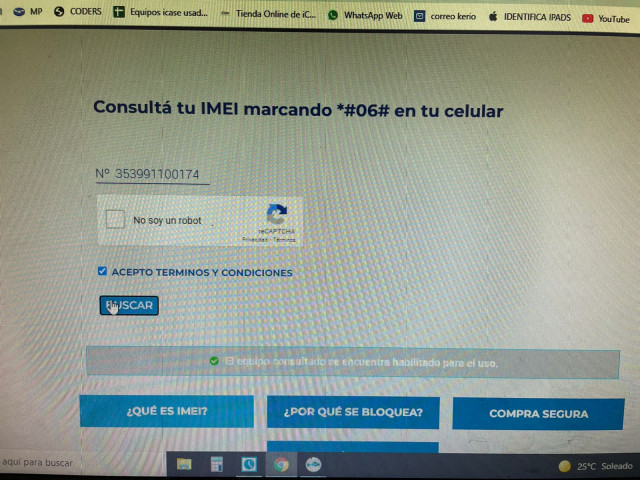 MP CODERS Equipos icase usad... Tienda Online de iC... WhatsApp Web correo kerio IDENTIFICA IPADS YouTube
Consultá tu IMEI marcando *#06# en tu celular
Nº 353991100174
No soy un robot
reCAPTCHA
Privacidad - Términos
ACEPTO TERMINOS Y CONDICIONES
BUSCAR
El equipo consultado se encuentra habilitado para el uso.
¿QUÉ ES IMEI? ¿POR QUÉ SE BLOQUEA? COMPRA SEGURA
aquí para buscar 25°C Soleado